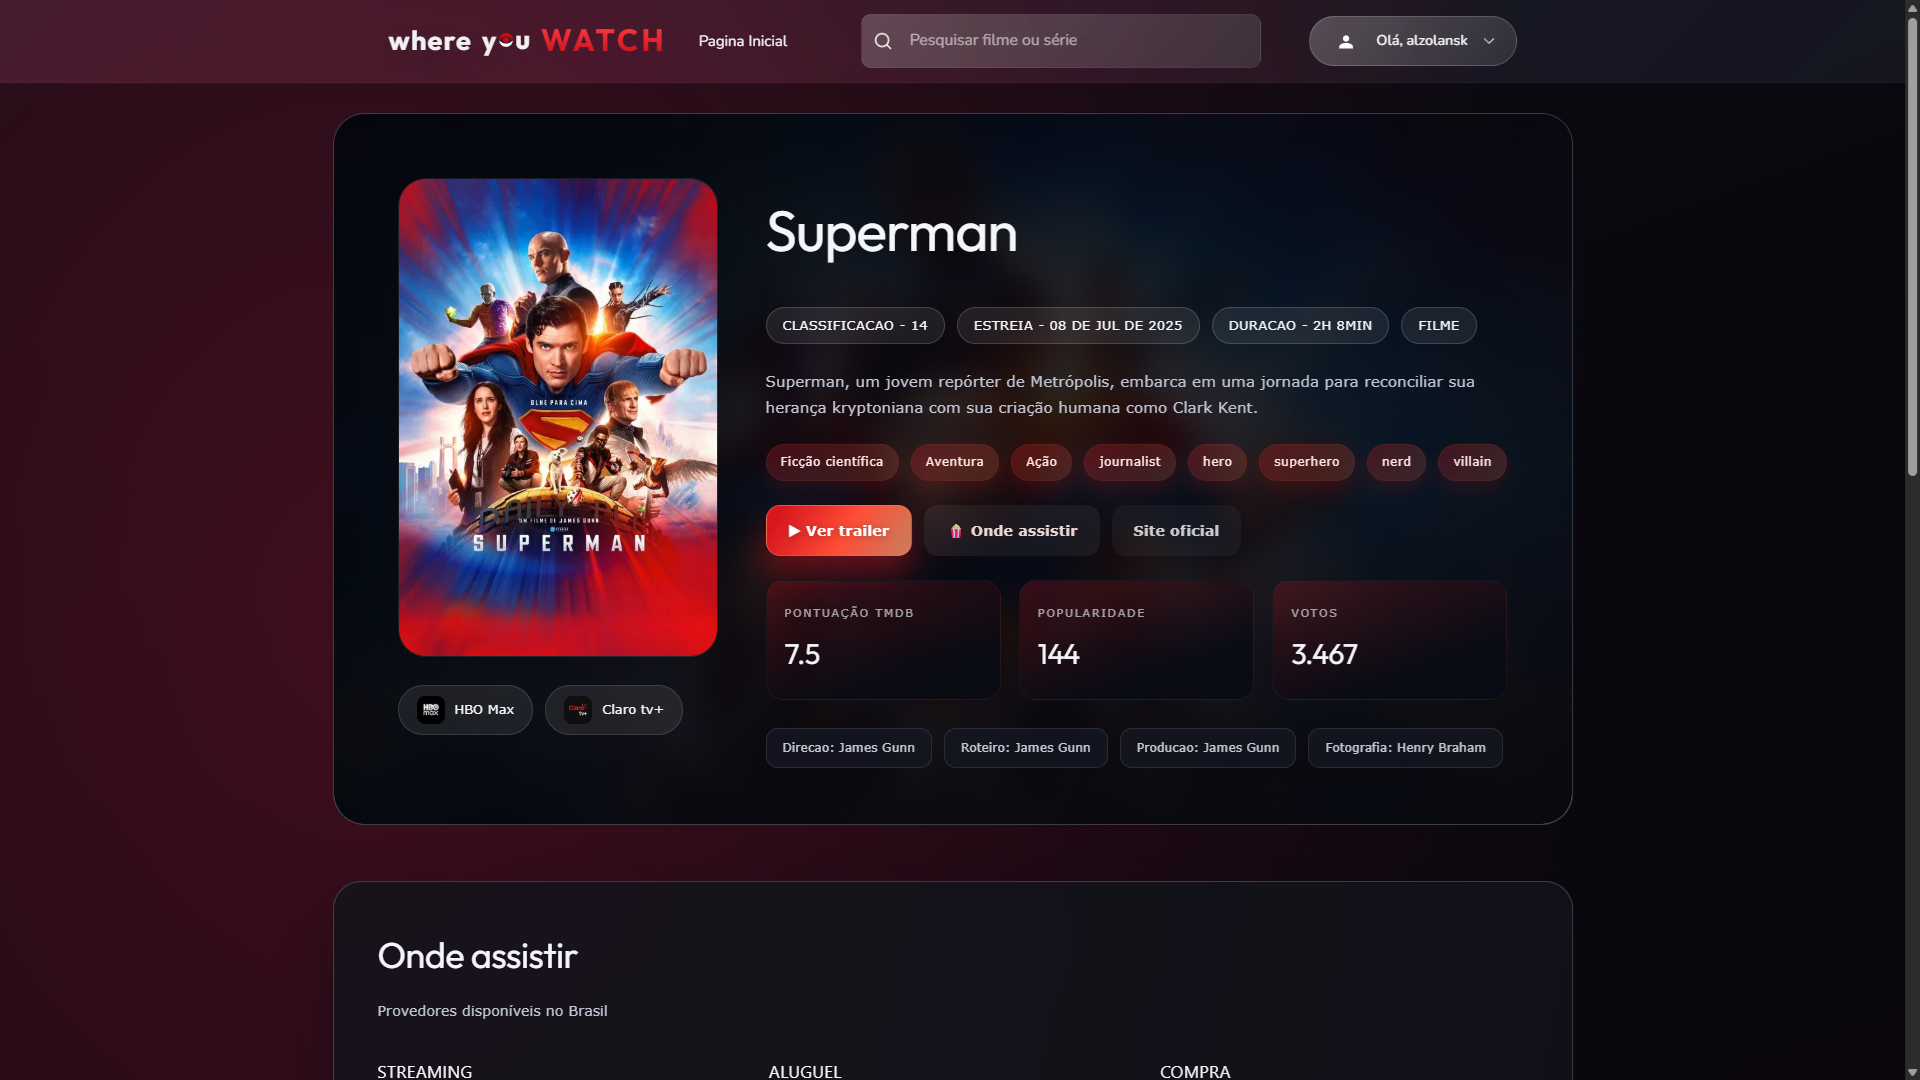 where you WATCH
Pagina Inicial
Pesquisar filme ou série
Olá, alzolansk
OLHE PARA CIMA
UM FILME DE JAMES GUNN
SUPERMAN
HBO max
HBO Max
Claro tv+
Claro tv+
Superman
CLASSIFICACAO - 14
ESTREIA - 08 DE JUL DE 2025
DURACAO - 2H 8MIN
FILME
Superman, um jovem repórter de Metrópolis, embarca em uma jornada para reconciliar sua
herança kryptoniana com sua criação humana como Clark Kent.
Ficção científica
Aventura
Ação
journalist
hero
superhero
nerd
villain
Ver trailer
Onde assistir
Site oficial
PONTUAÇÃO TMDB
7.5
POPULARIDADE
144
VOTOS
3.467
Direcao: James Gunn
Roteiro: James Gunn
Producao: James Gunn
Fotografia: Henry Braham
Onde assistir
Provedores disponíveis no Brasil
STREAMING
ALUGUEL
COMPRA